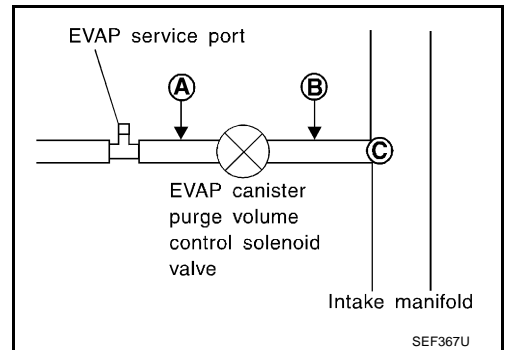 EVAP service port
A
B
C
EVAP canister
purge volume
control solenoid
valve
Intake manifold
SEF367U